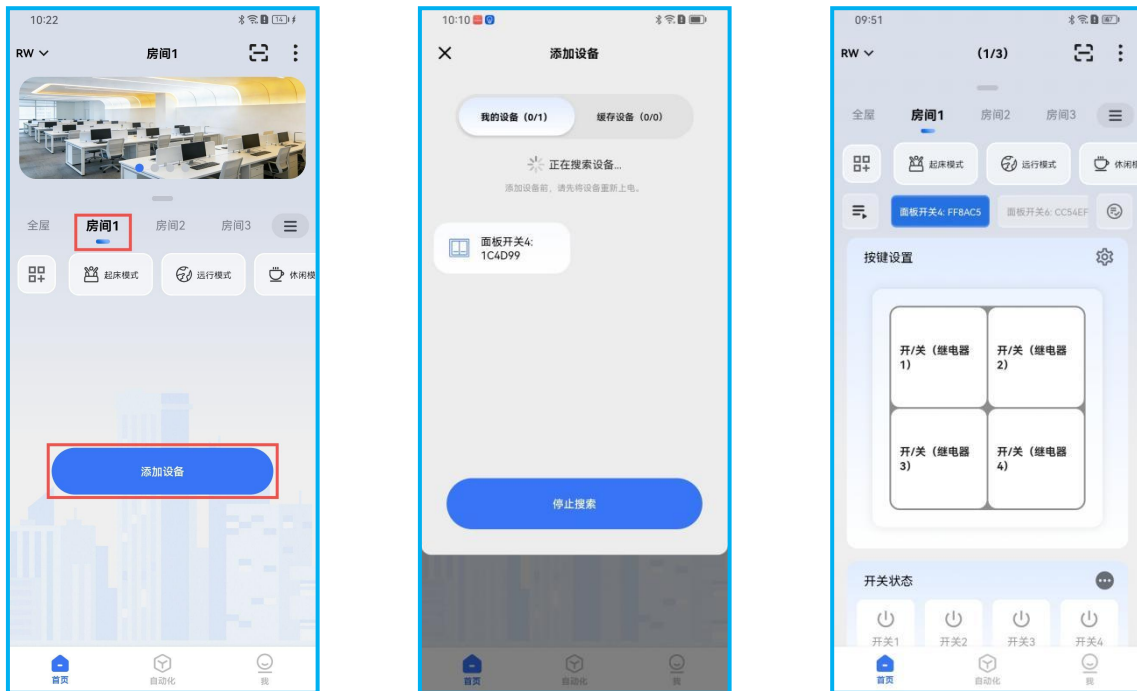 10:22
14
RW
房间1
全屋
房间1
房间2
房间3
起床模式
运行模式
休闲模
添加设备
首页
自动化
我
10:10
添加设备
我的设备（0/1）
缓存设备（0/0）
正在搜索设备...
添加设备前，请先将设备重新上电。
面板开关4:
1C4D99
停止搜索
首页
自动化
我
09:51
47
RW
(1/3)
全屋
房间1
房间2
房间3
起床模式
运行模式
休闲模
面板开关4: FF8AC5
面板开关6: CC54EF
按键设置
开/关（继电器
1）
开/关（继电器
2）
开/关（继电器
3）
开/关（继电器
4）
开关状态
开关1
开关2
开关3
开关4
首页
自动化
我